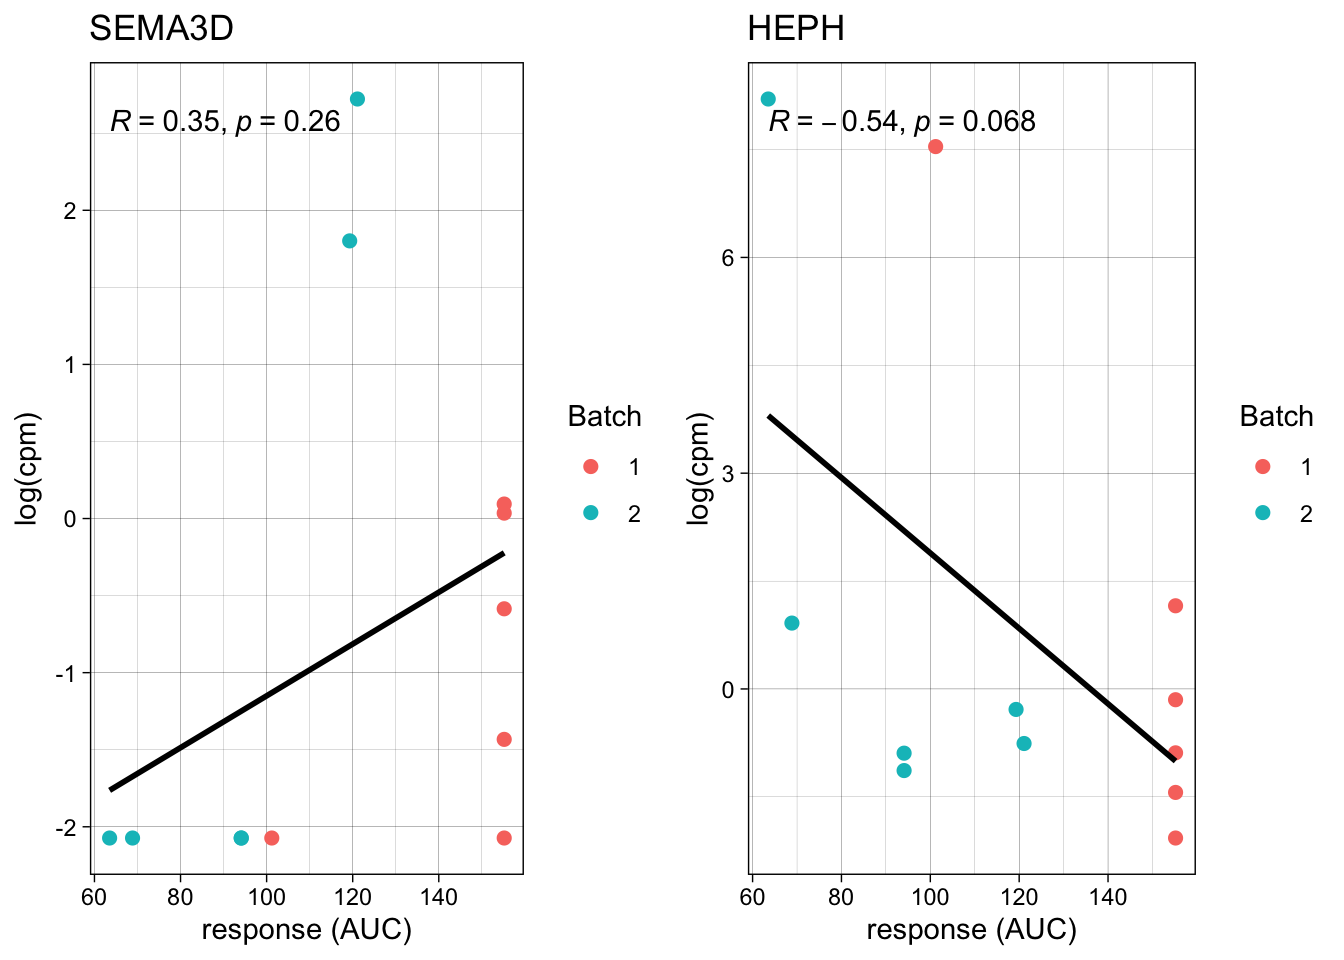 SEMA3D
R = 0.35, p = 0.26
2
1
0
-1
-2
60 80 100 120 140
response (AUC)
log(cpm)
Batch
1
2
HEPH
R = −0.54, p = 0.068
6
3
0
60 80 100 120 140
response (AUC)
log(cpm)
Batch
1
2